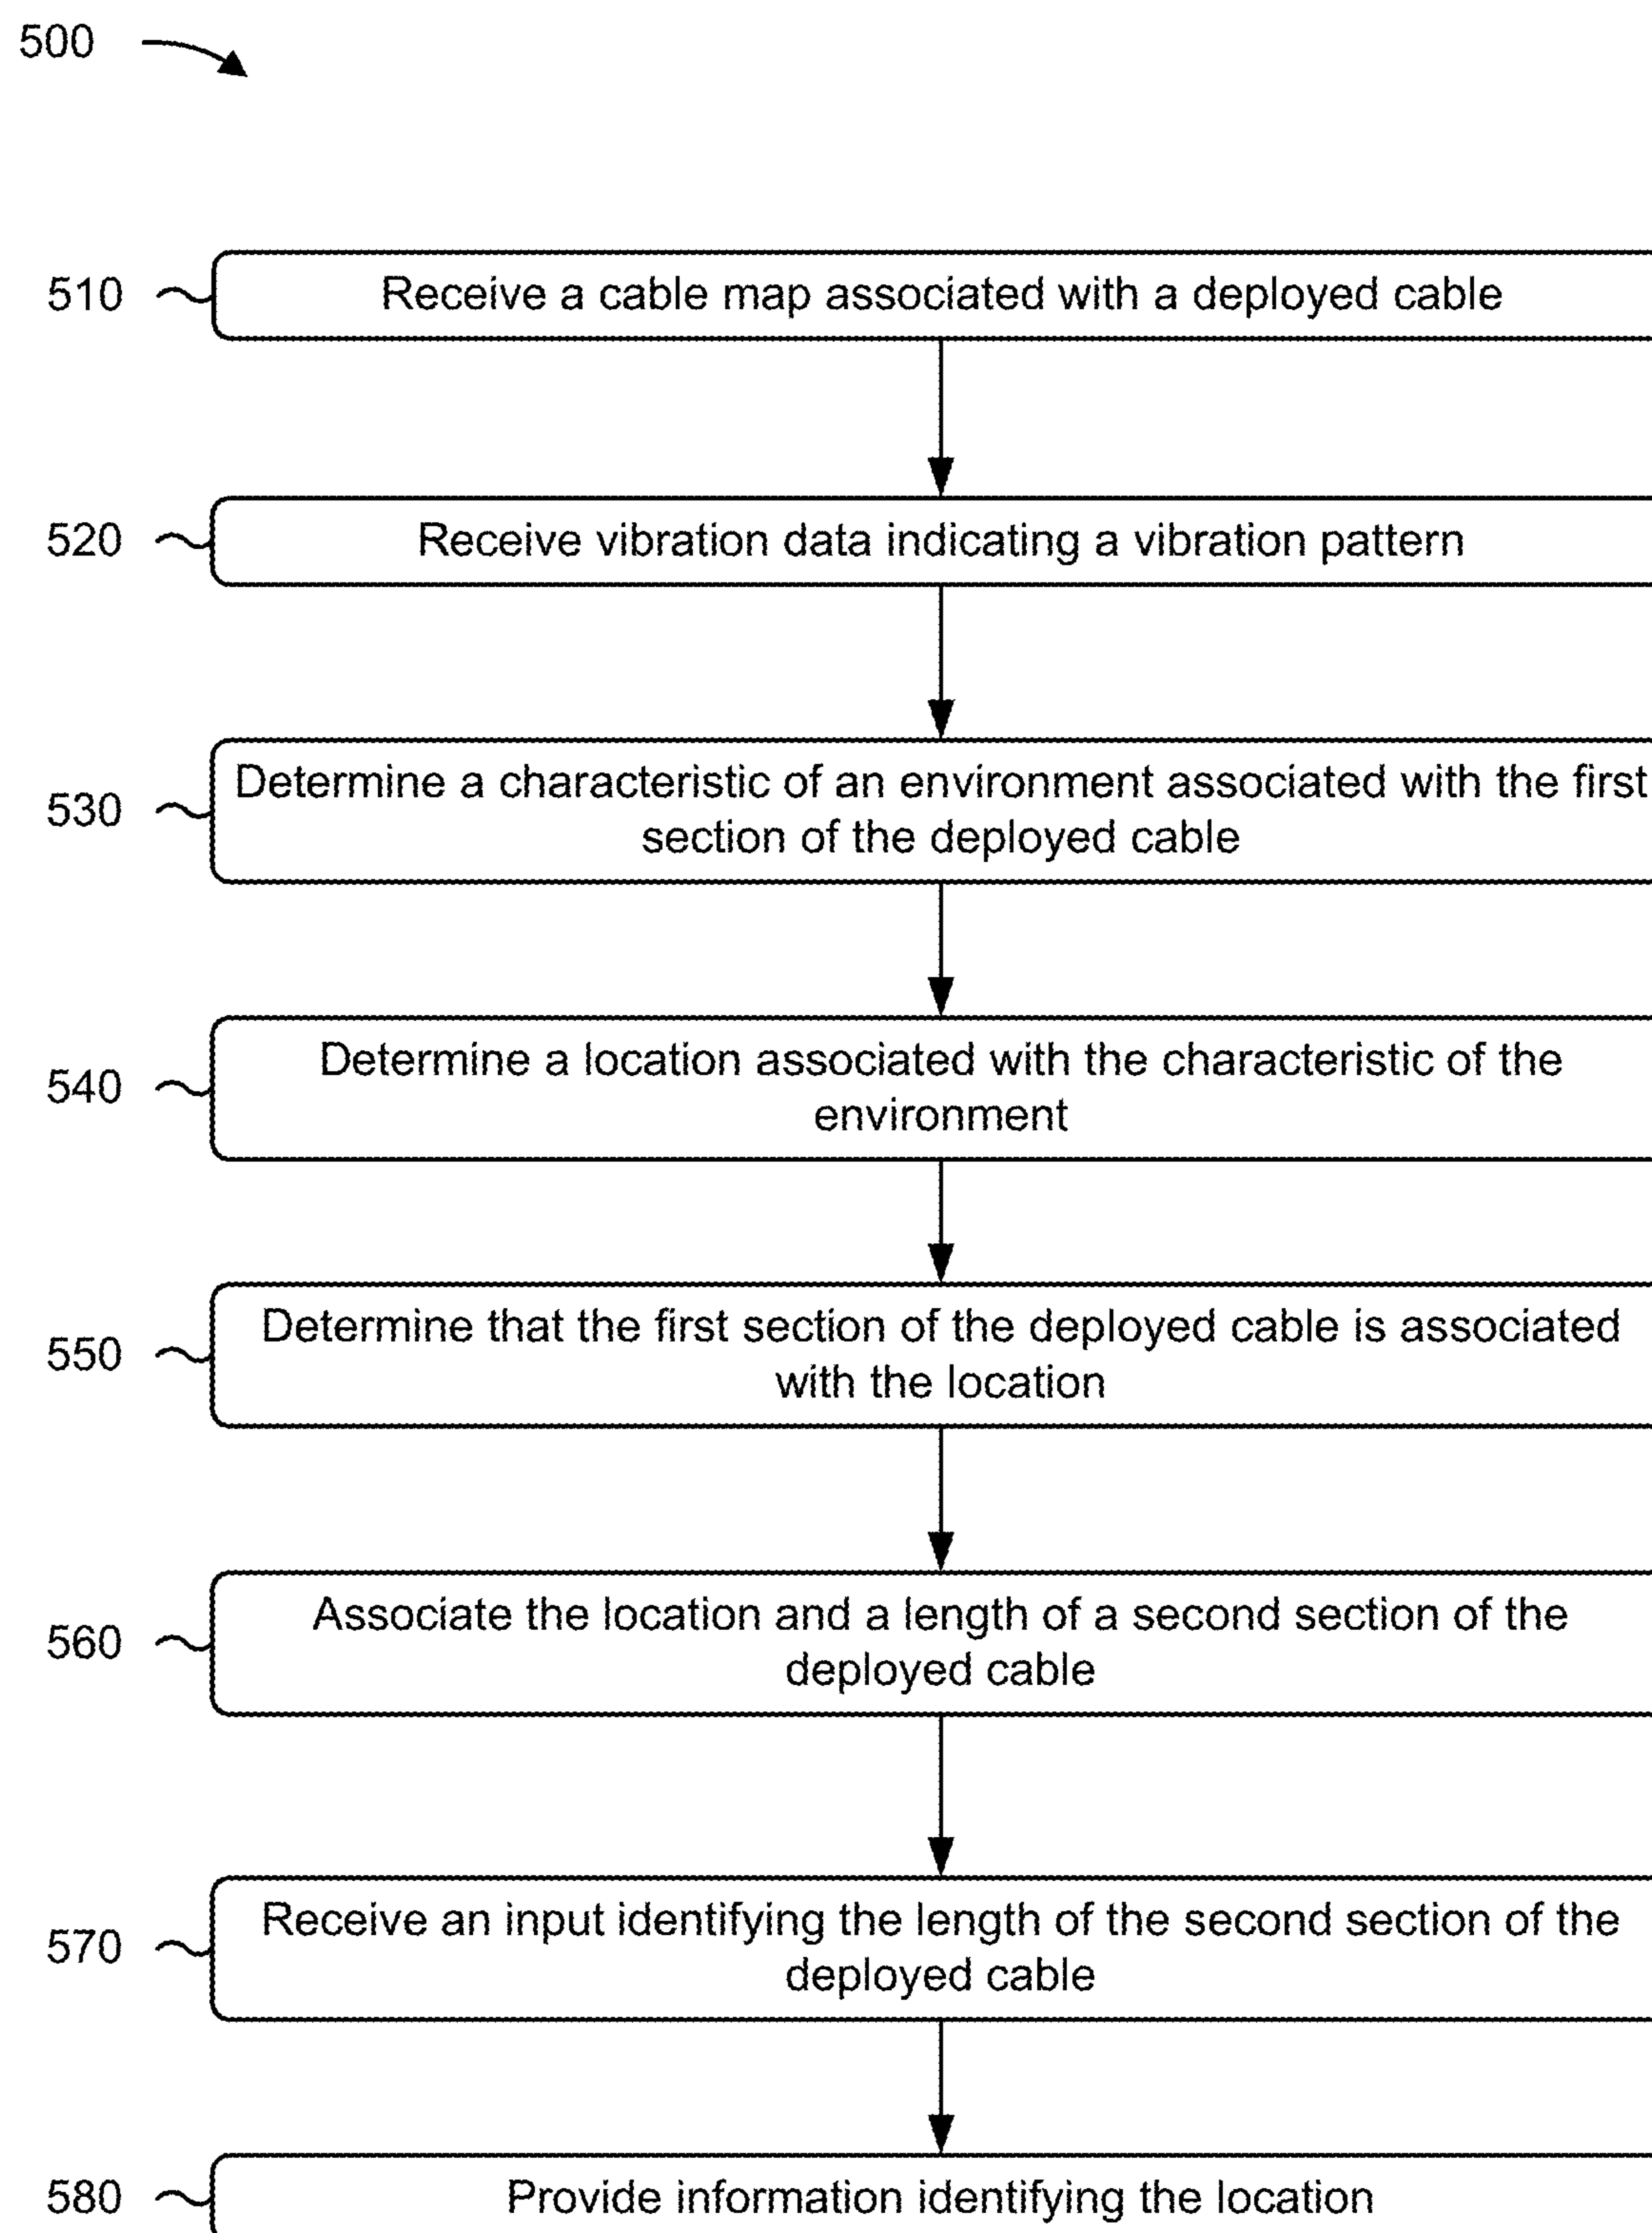 500
510
Receive a cable map associated with a deployed cable
520
Receive vibration data indicating a vibration pattern
530
Determine a characteristic of an environment associated with the first
section of the deployed cable
540
Determine a location associated with the characteristic of the
environment
550
Determine that the first section of the deployed cable is associated
with the location
560
Associate the location and a length of a second section of the
deployed cable
570
Receive an input identifying the length of the second section of the
deployed cable
580
Provide information identifying the location